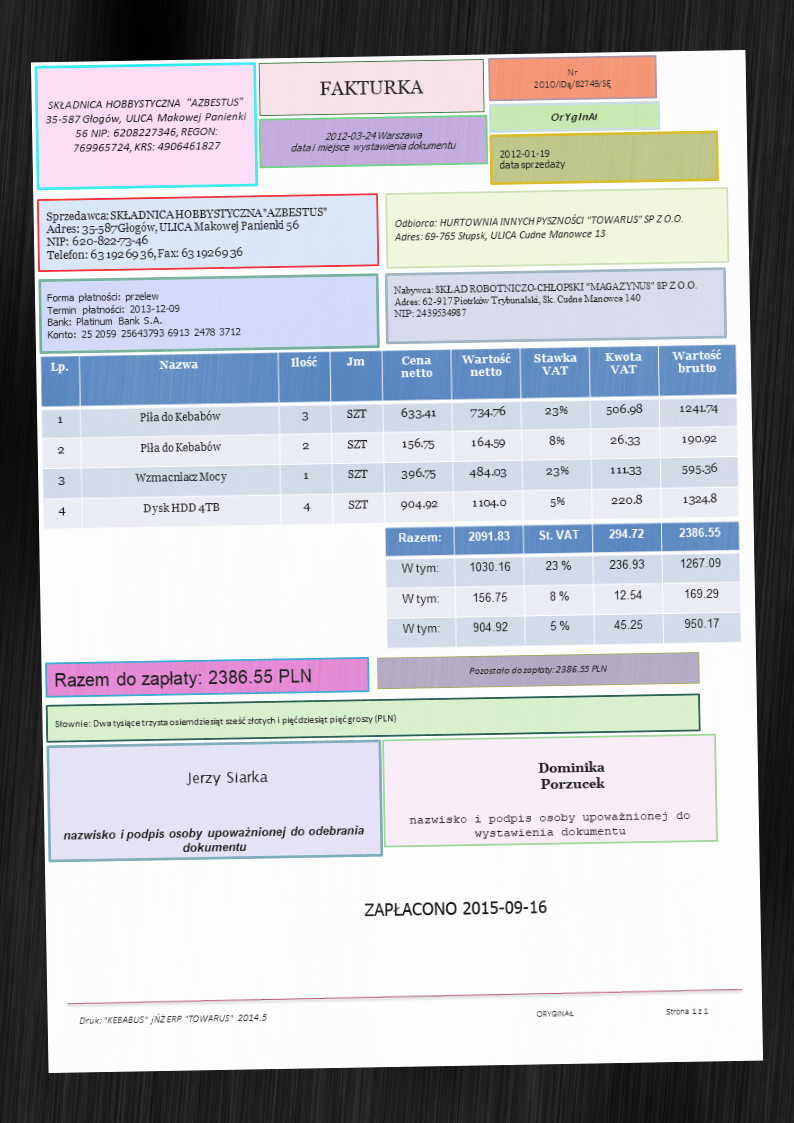 SKŁADNICA HOBBYSTYCZNA "AZBESTUS"
35-587 Głogów, ULICA Makowej Panienki
56 NIP: 6208227346, REGON:
769965724, KRS: 4906461827
FAKTURKA
2012-03-24 Warszawa
data i miejsce wystawienia dokumentu
Nr
2010/IDą/82749/SĘ
OrYgInAł
2012-01-19
data sprzedaży
Sprzedawca: SKŁADNICA HOBBYSTYCZNA "AZBESTUS"
Adres: 35-587 Głogów, ULICA Makowej Panienki 56
NIP: 620-822-73-46
Telefon: 63 192 69 36, Fax: 63 192 69 36
Odbiorca: HURTOWNIA INNYCH PYSZNOŚCI "TOWARUS" SP Z O.O.
Adres: 69-765 Słupsk, ULICA Cudne Manowce 13
Forma płatności: przelew
Termin płatności: 2013-12-09
Bank: Platinum Bank S.A.
Konto: 25 2059 25643793 6913 2478 3712
Nabywca: SKŁAD ROBOTNICZO-CHŁOPSKI "MAGAZYNUS" SP Z O.O.
Adres: 62-917 Piotrków Trybunalski, Sk. Cudne Manowce 140
NIP: 2439534987
Lp. Nazwa Ilość Jm Cena netto Wartość netto Stawka VAT Kwota VAT Wartość brutto
1 Piła do Kebabów 3 SZT 633.41 734.76 23% 506.98 1241.74
2 Piła do Kebabów 2 SZT 156.75 164.59 8% 26.33 190.92
3 Wzmacniacz Mocy 1 SZT 396.75 484.03 23% 111.33 595.36
4 Dysk HDD 4TB 4 SZT 904.92 1104.0 5% 220.8 1324.8
Razem: 2091.83 St. VAT 294.72 2386.55
W tym: 1030.16 23 % 236.93 1267.09
W tym: 156.75 8 % 12.54 169.29
W tym: 904.92 5 % 45.25 950.17
Razem do zapłaty: 2386.55 PLN
Pozostało do zapłaty: 2386.55 PLN
Słownie: Dwa tysiące trzysta osiemdziesiąt sześć złotych i pięćdziesiąt pięć groszy (PLN)
Jerzy Siarka
nazwisko i podpis osoby upoważnionej do odebrania
dokumentu
Dominika
Porzucek
nazwisko i podpis osoby upoważnionej do
wystawienia dokumentu
ZAPŁACONO 2015-09-16
Druk: "KEBABUS" jŃŻERP "TOWARUS" 2014.5
ORYGINAŁ
Strona 1 z 1